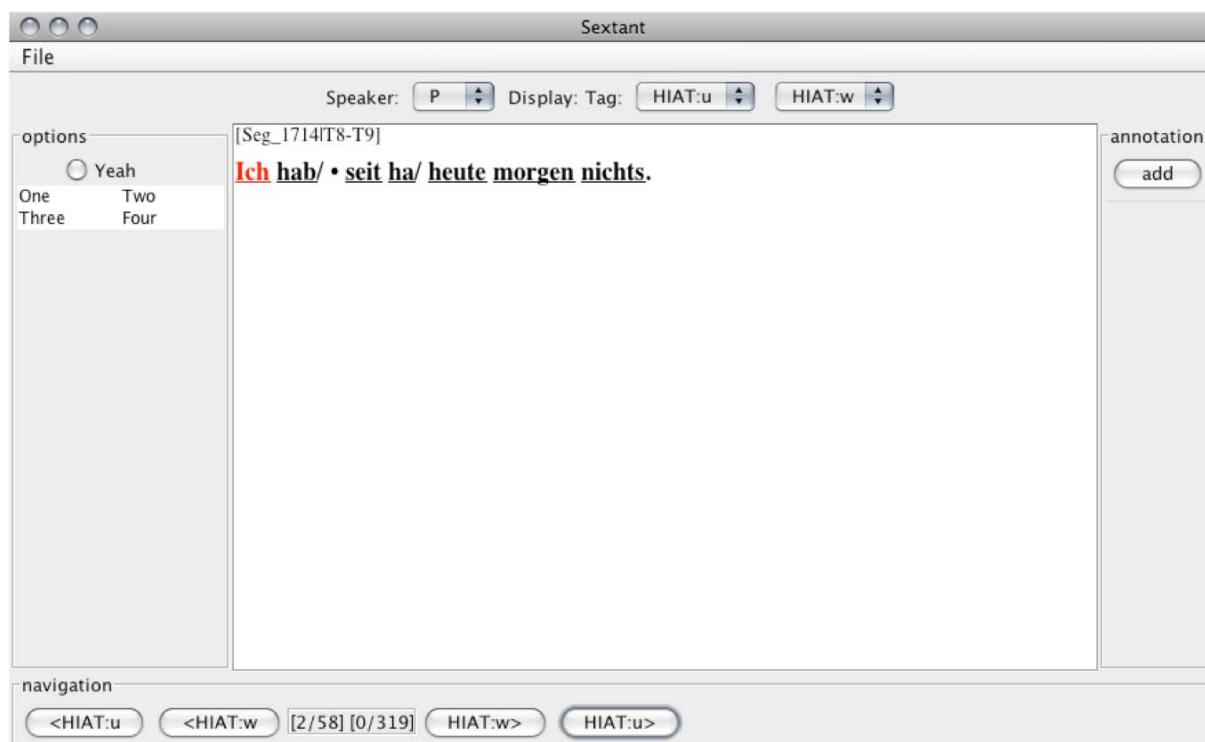 Sextant
File
Speaker: P Display: Tag: HIAT:u HIAT:w
options
Yeah
One Two
Three Four
[Seg_1714|T8-T9]
Ich hab/ • seit ha/ heute morgen nichts.
annotation
add
navigation
<HIAT:u <HIAT:w [2/58] [0/319] HIAT:w> HIAT:u>